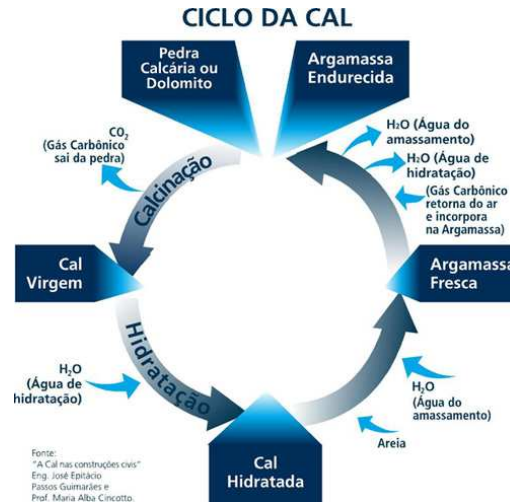 CICLO DA CAL
Pedra
Calcária ou
Dolomito
Argamassa
Endurecida
CO₂
(Gás Carbônico
sai da pedra)
Calcinação
H₂O (Água do
amassamento)
H₂O (Água de
hidratação)
(Gás Carbônico
retorna do ar
e incorpora
na Argamassa)
Cal
Virgem
Argamassa
Fresca
Hidratação
H₂O
(Água de
hidratação)
H₂O
(Água do
amassamento)
Areia
Cal
Hidratada
Fonte:
"A Cal nas construções civis"
Eng. José Epitácio
Passos Guimarães e
Prof. Maria Alba Cincotto.